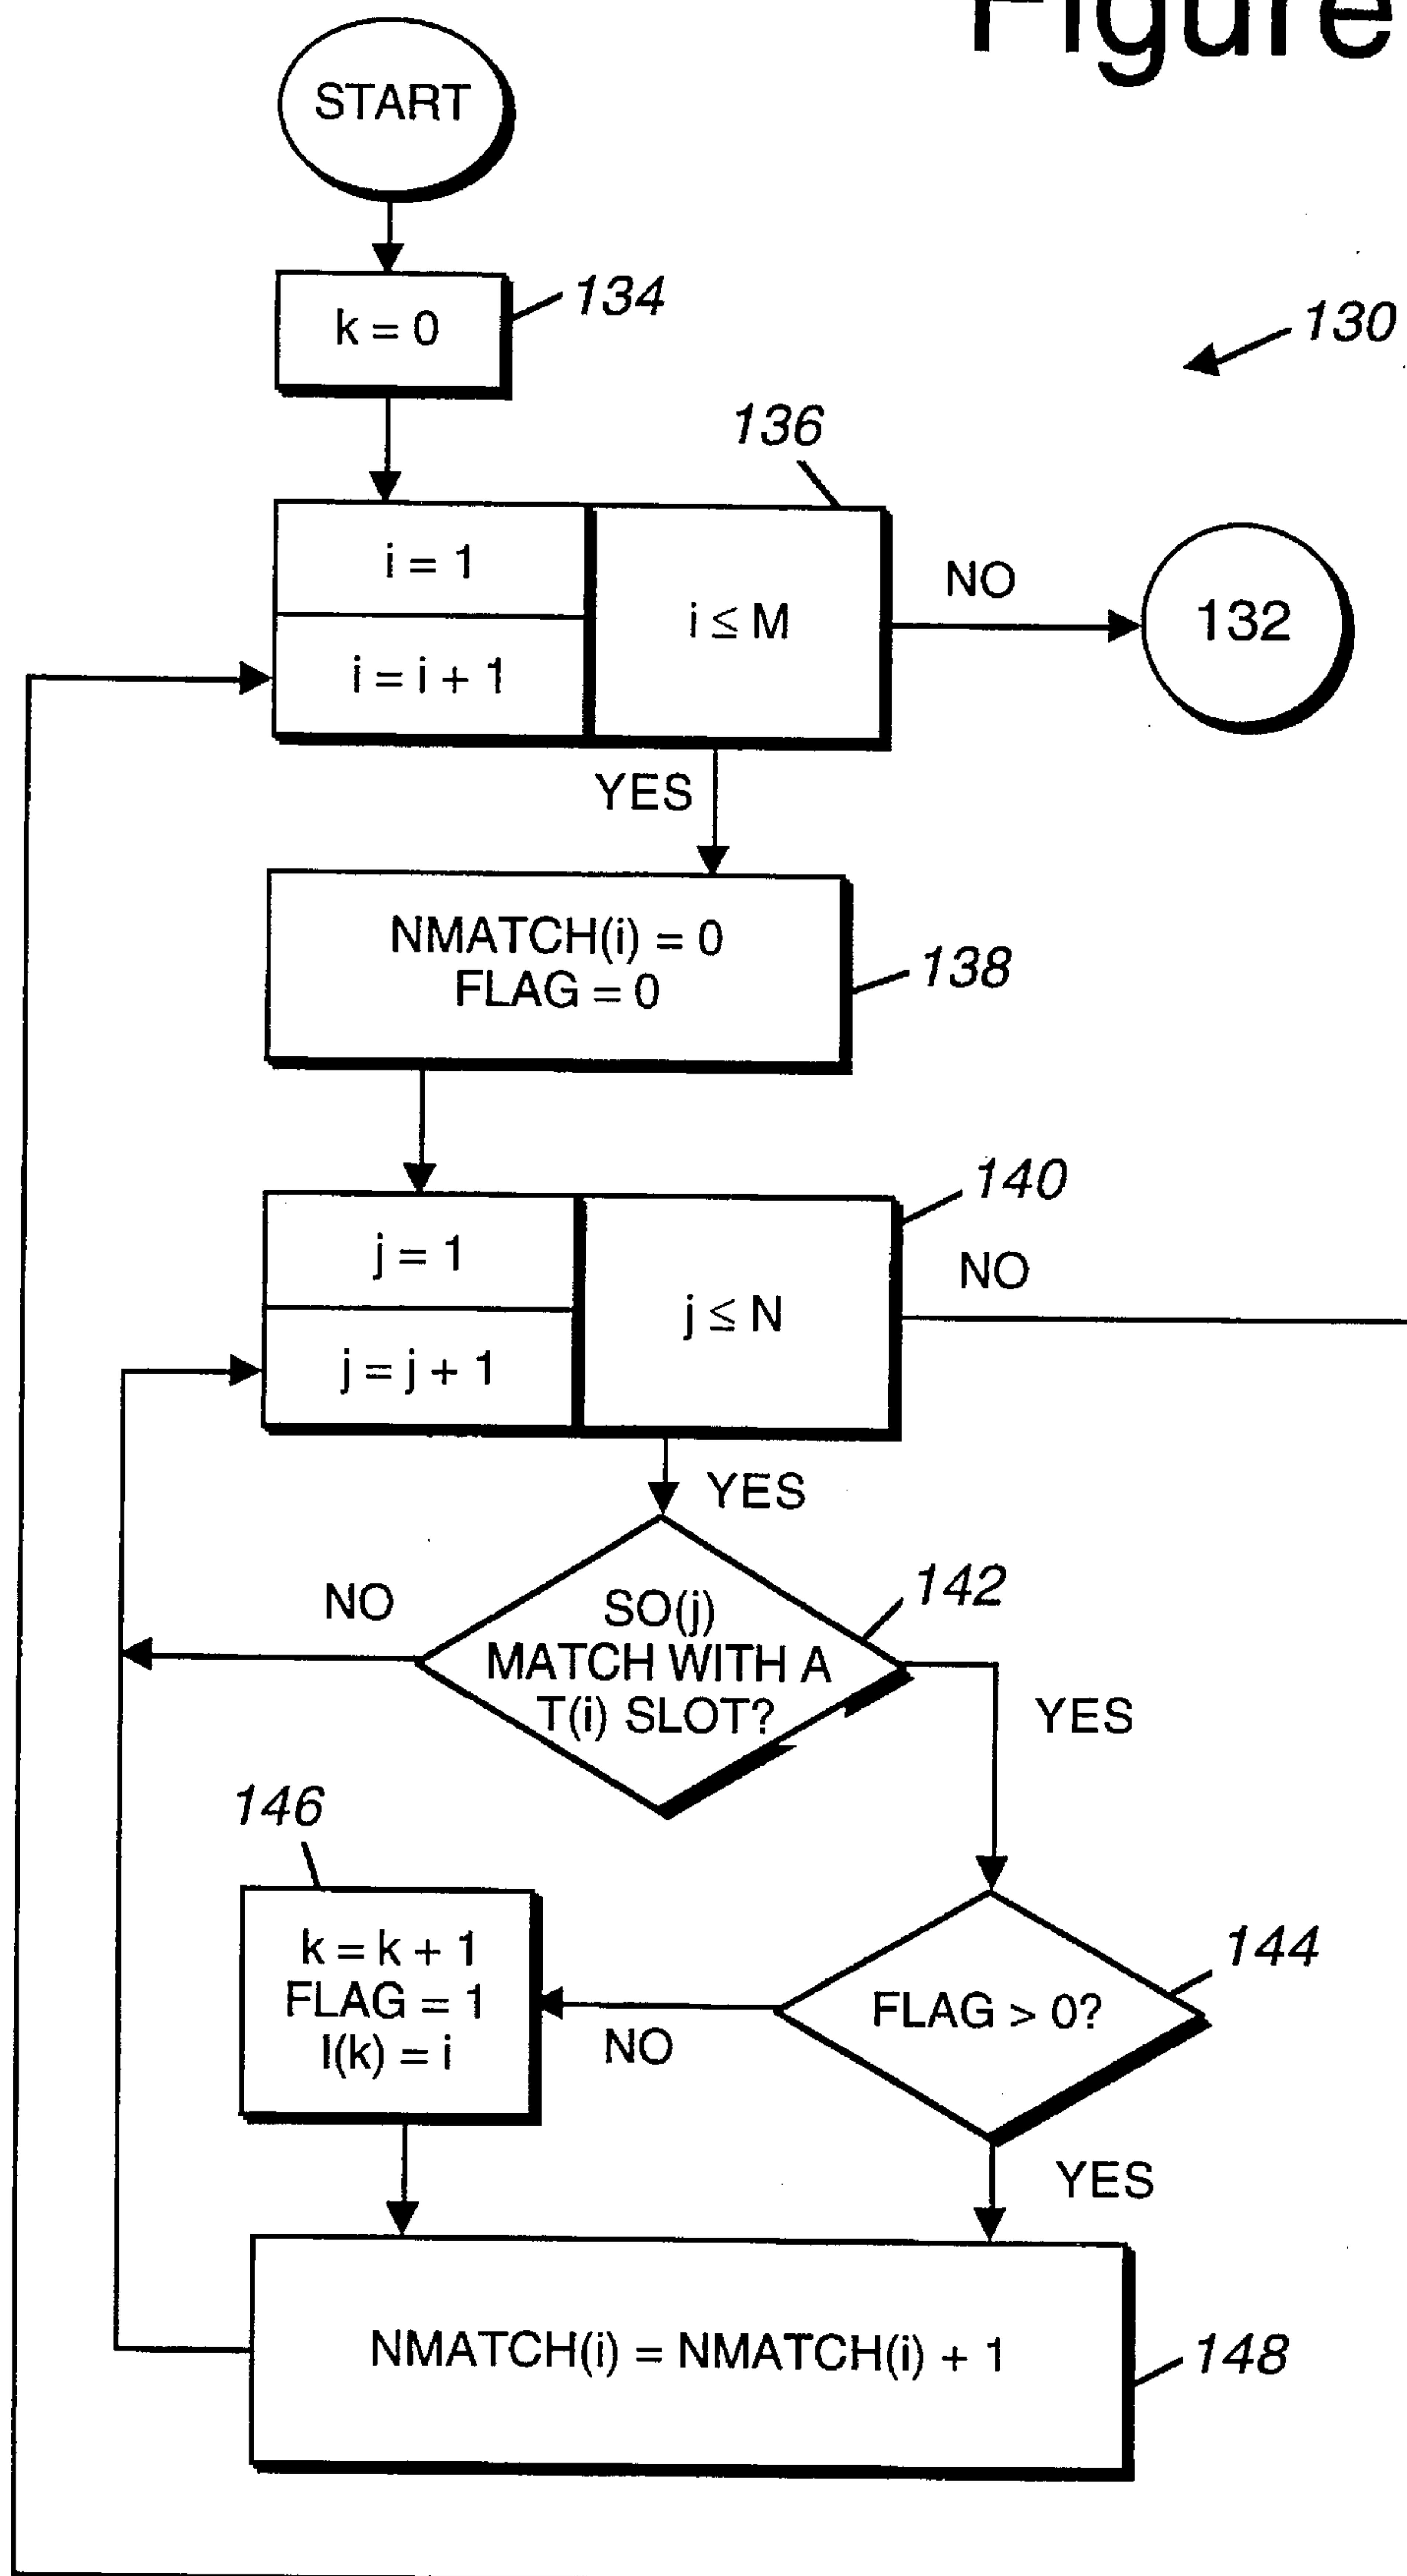 Figure
START
k = 0
134
130
136
i = 1
i = i + 1
i ≤ M
NO
132
YES
NMATCH(i) = 0
FLAG = 0
138
140
j = 1
j = j + 1
j ≤ N
NO
YES
142
NO
SO(j)
MATCH WITH A
T(i) SLOT?
YES
146
k = k + 1
FLAG = 1
I(k) = i
144
FLAG > 0?
NO
YES
NMATCH(i) = NMATCH(i) + 1
148